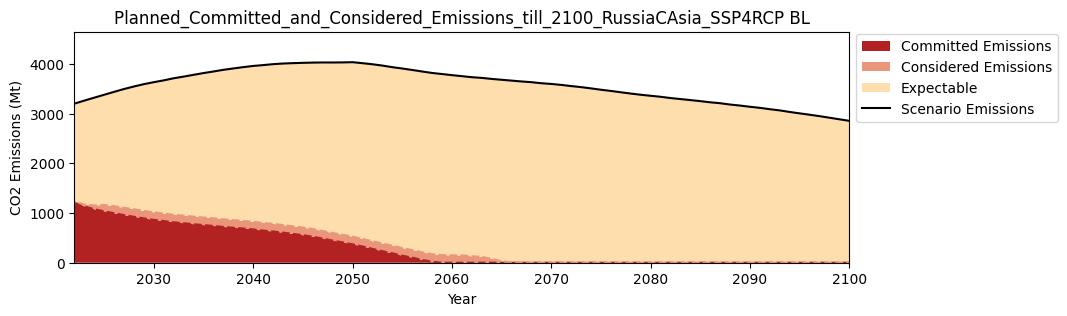 Planned_Committed_and_Considered_Emissions_till_2100_RussiaCAsia_SSP4RCP BL
Committed Emissions
Considered Emissions
Expectable
Scenario Emissions
CO2 Emissions (Mt)
4000
3000
2000
1000
0
2030 2040 2050 2060 2070 2080 2090 2100
Year